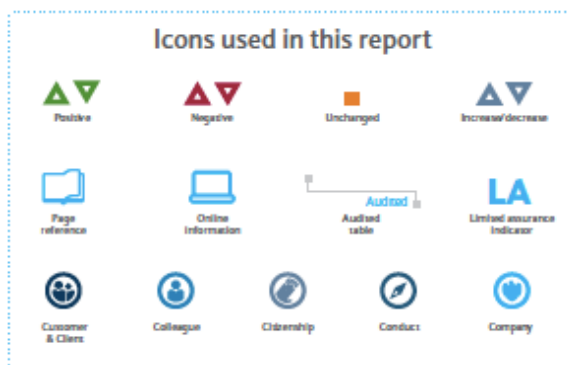 Icons used in this report
Positive
Negative
Unchanged
Increase/decrease
Page
reference
Online
information
Audited
Audited
table
LA
Limited assurance
indicator
Customer
& Client
Colleague
Citizenship
Conduct
Company